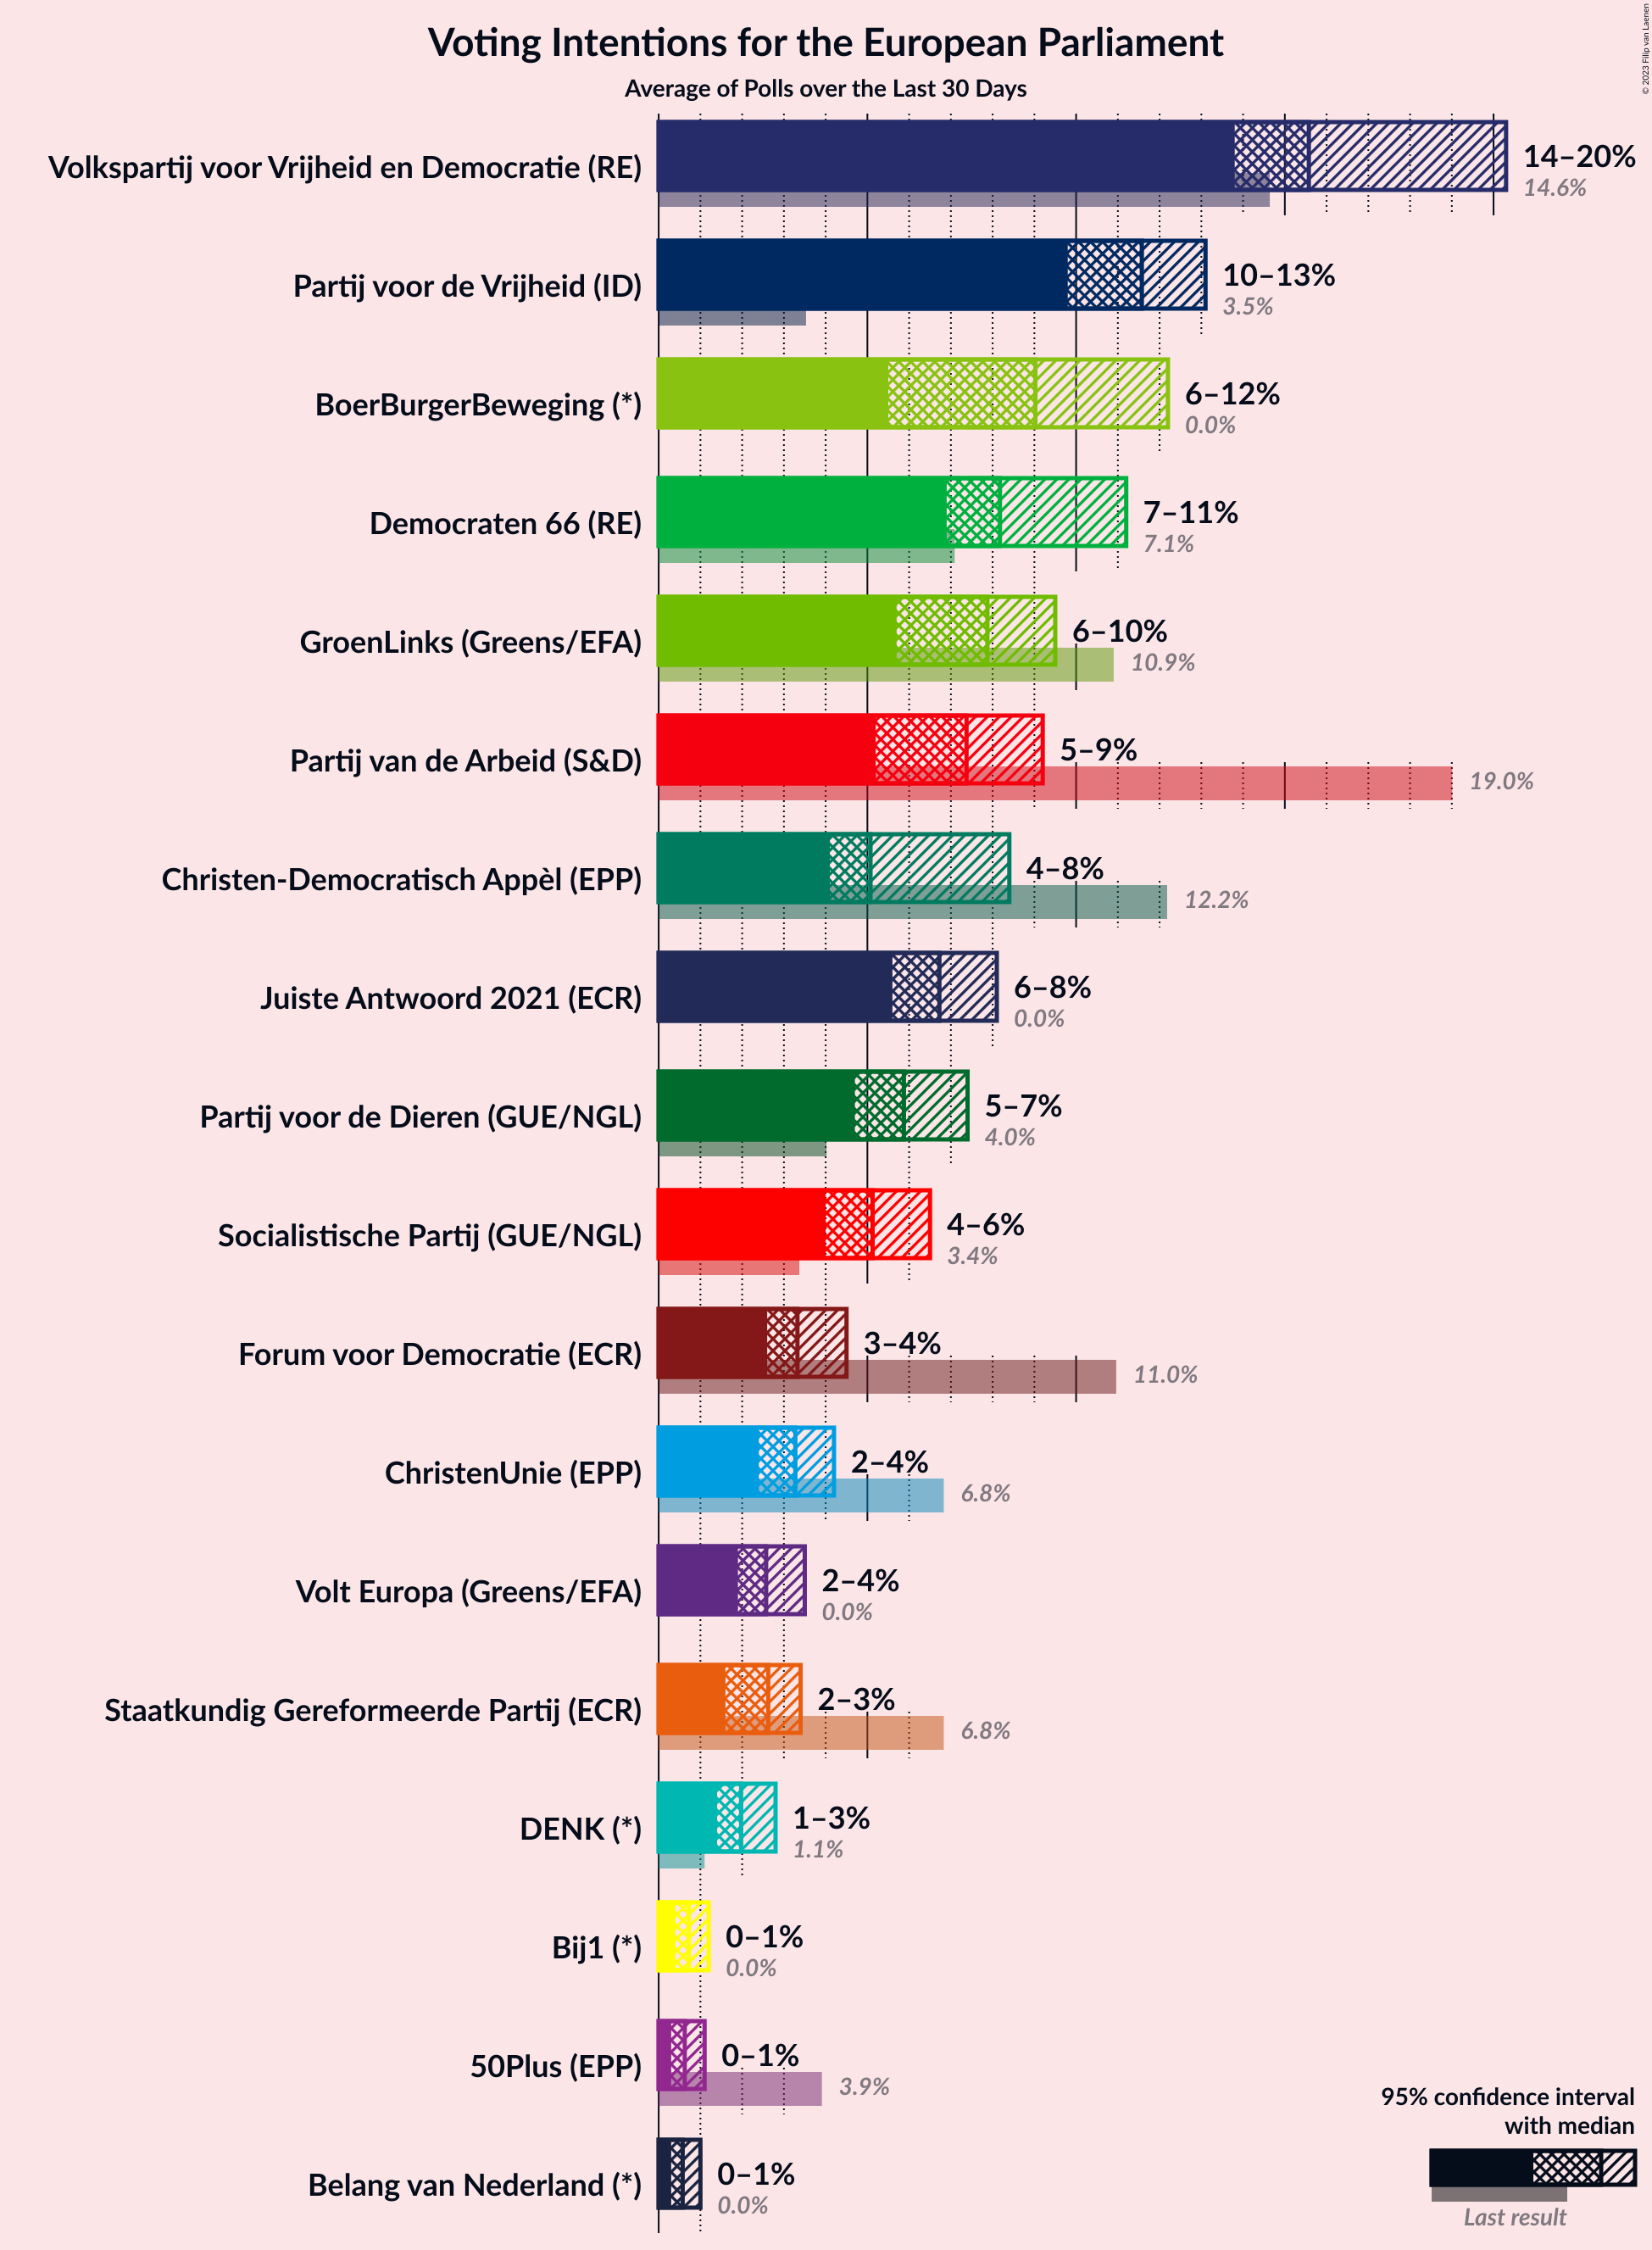 © 2023 Filip van Laenen
Voting Intentions for the European Parliament
Average of Polls over the Last 30 Days
Volkspartij voor Vrijheid en Democratie (RE)
14–20%
14.6%
Partij voor de Vrijheid (ID)
10–13%
3.5%
BoerBurgerBeweging (*)
6–12%
0.0%
Democraten 66 (RE)
7–11%
7.1%
GroenLinks (Greens/EFA)
6–10%
10.9%
Partij van de Arbeid (S&D)
5–9%
19.0%
Christen-Democratisch Appèl (EPP)
4–8%
12.2%
Juiste Antwoord 2021 (ECR)
6–8%
0.0%
Partij voor de Dieren (GUE/NGL)
5–7%
4.0%
Socialistische Partij (GUE/NGL)
4–6%
3.4%
Forum voor Democratie (ECR)
3–4%
11.0%
ChristenUnie (EPP)
2–4%
6.8%
Volt Europa (Greens/EFA)
2–4%
0.0%
Staatkundig Gereformeerde Partij (ECR)
2–3%
6.8%
DENK (*)
1–3%
1.1%
Bij1 (*)
0–1%
0.0%
50Plus (EPP)
0–1%
3.9%
Belang van Nederland (*)
0–1%
0.0%
95% confidence interval
with median
Last result